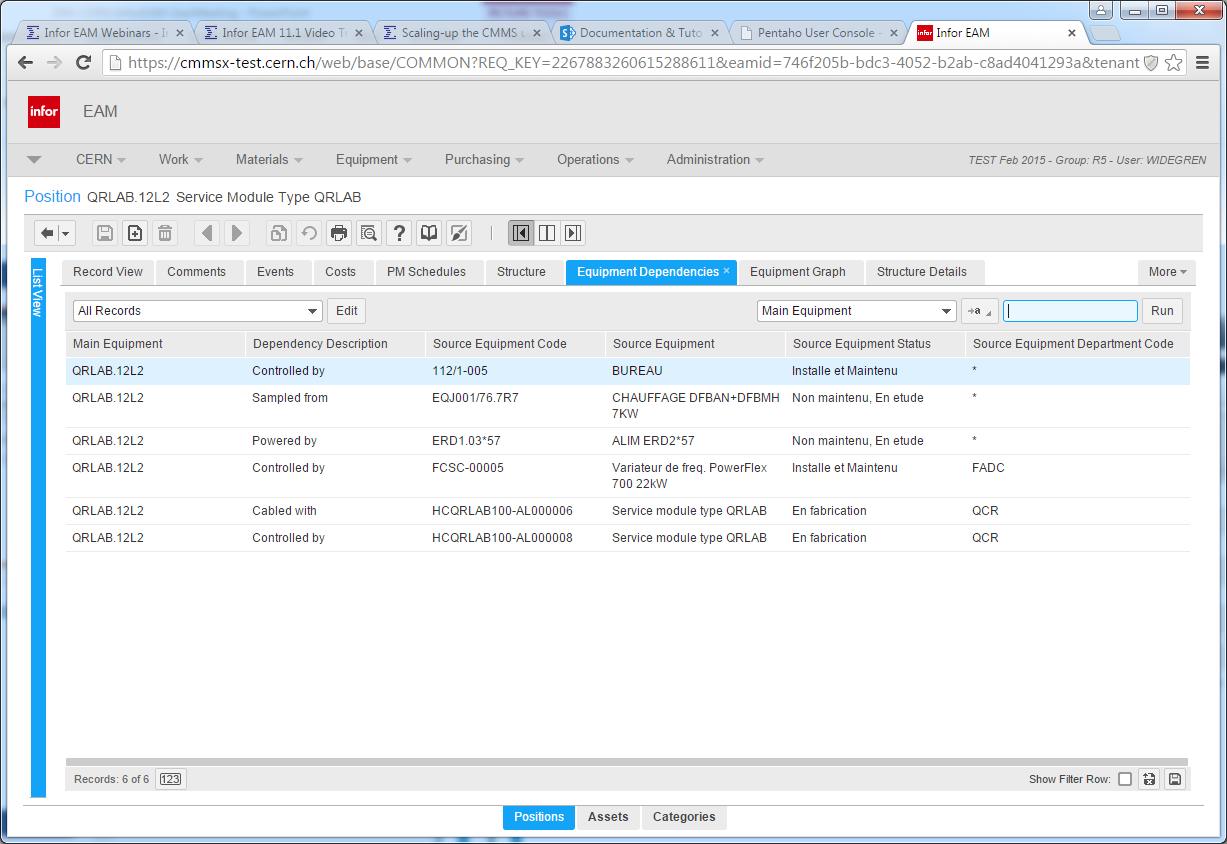 Infor EAM Webinars - I
Infor EAM 11.1 Video T
Scaling-up the CMMS u
Documentation & Tuto
Pentaho User Console -
Infor EAM
https://cmmsx-test.cern.ch/web/base/COMMON?REQ_KEY=2267883260615288611&eamid=746f205b-bdc3-4052-b2ab-c8ad4041293a&tenant
infor
EAM
CERN Work Materials Equipment Purchasing Operations Administration
TEST Feb 2015 - Group: R5 - User: WIDEGREN
Position QRLAB.12L2 Service Module Type QRLAB
List View
Record View Comments Events Costs PM Schedules Structure Equipment Dependencies × Equipment Graph Structure Details More
All Records Edit Main Equipment a Run
Main Equipment Dependency Description Source Equipment Code Source Equipment Source Equipment Status Source Equipment Department Code
QRLAB.12L2 Controlled by 112/1-005 BUREAU Installe et Maintenu *
QRLAB.12L2 Sampled from EQJ001/76.7R7 CHAUFFAGE DFBAN+DFBMH Non maintenu, En etude *
7KW
QRLAB.12L2 Powered by ERD1.03*57 ALIM ERD2*57 Non maintenu, En etude *
QRLAB.12L2 Controlled by FCSC-00005 Variateur de freq. PowerFlex Installe et Maintenu FADC
700 22kW
QRLAB.12L2 Cabled with HCQRLAB100-AL000006 Service module type QRLAB En fabrication QCR
QRLAB.12L2 Controlled by HCQRLAB100-AL000008 Service module type QRLAB En fabrication QCR
Records: 6 of 6 123 Show Filter Row:
Positions Assets Categories